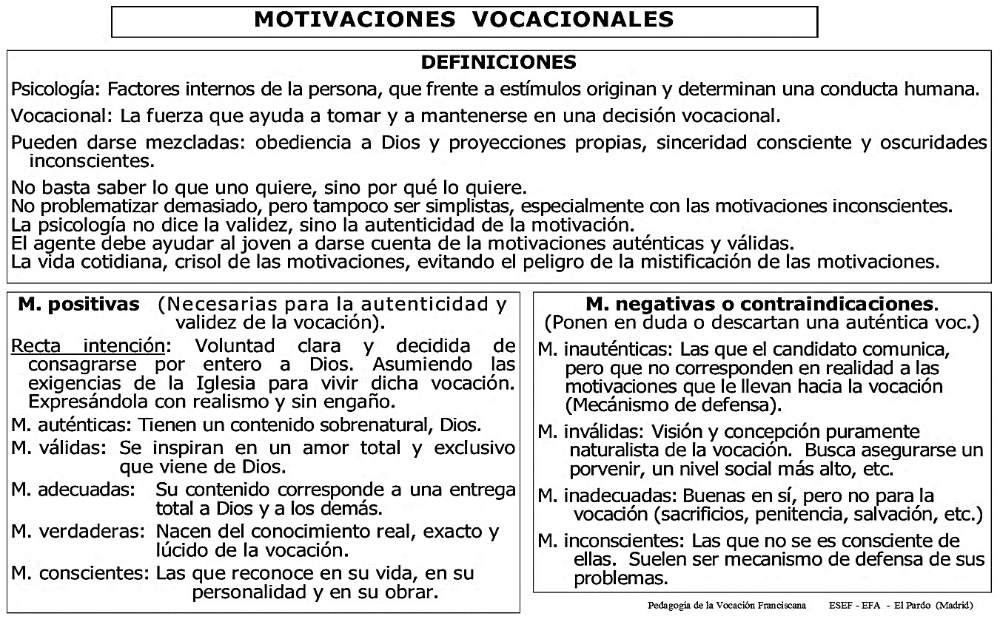 MOTIVACIONES VOCACIONALES
DEFINICIONES
Psicología: Factores internos de la persona, que frente a estímulos originan y determinan una conducta humana.
Vocacional: La fuerza que ayuda a tomar y a mantenerse en una decisión vocacional.
Pueden darse mezcladas: obediencia a Dios y proyecciones propias, sinceridad consciente y oscuridades
inconscientes.
No basta saber lo que uno quiere, sino por qué lo quiere.
No problematizar demasiado, pero tampoco ser simplistas, especialmente con las motivaciones inconscientes.
La psicología no dice la validez, sino la autenticidad de la motivación.
El agente debe ayudar al joven a darse cuenta de la motivaciones auténticas y válidas.
La vida cotidiana, crisol de las motivaciones, evitando el peligro de la mistificación de las motivaciones.
M. positivas (Necesarias para la autenticidad y
validez de la vocación).
Recta intención: Voluntad clara y decidida de
consagrarse por entero a Dios. Asumiendo las
exigencias de la Iglesia para vivir dicha vocación.
Expresándola con realismo y sin engaño.
M. auténticas: Tienen un contenido sobrenatural, Dios.
M. válidas: Se inspiran en un amor total y exclusivo
que viene de Dios.
M. adecuadas: Su contenido corresponde a una entrega
total a Dios y a los demás.
M. verdaderas: Nacen del conocimiento real, exacto y
lúcido de la vocación.
M. conscientes: Las que reconoce en su vida, en su
personalidad y en su obrar.
M. negativas o contraindicaciones.
(Ponen en duda o descartan una auténtica voc.)
M. inauténticas: Las que el candidato comunica,
pero que no corresponden en realidad a las
motivaciones que le llevan hacia la vocación
(Mecánismo de defensa).
M. inválidas: Visión y concepción puramente
naturalista de la vocación. Busca asegurarse un
porvenir, un nivel social más alto, etc.
M. inadecuadas: Buenas en sí, pero no para la
vocación (sacrificios, penitencia, salvación, etc.)
M. inconscientes: Las que no se es consciente de
ellas. Suelen ser mecanismo de defensa de sus
problemas.
Pedagogía de la Vocación Franciscana ESEF - EFA - El Pardo (Madrid)